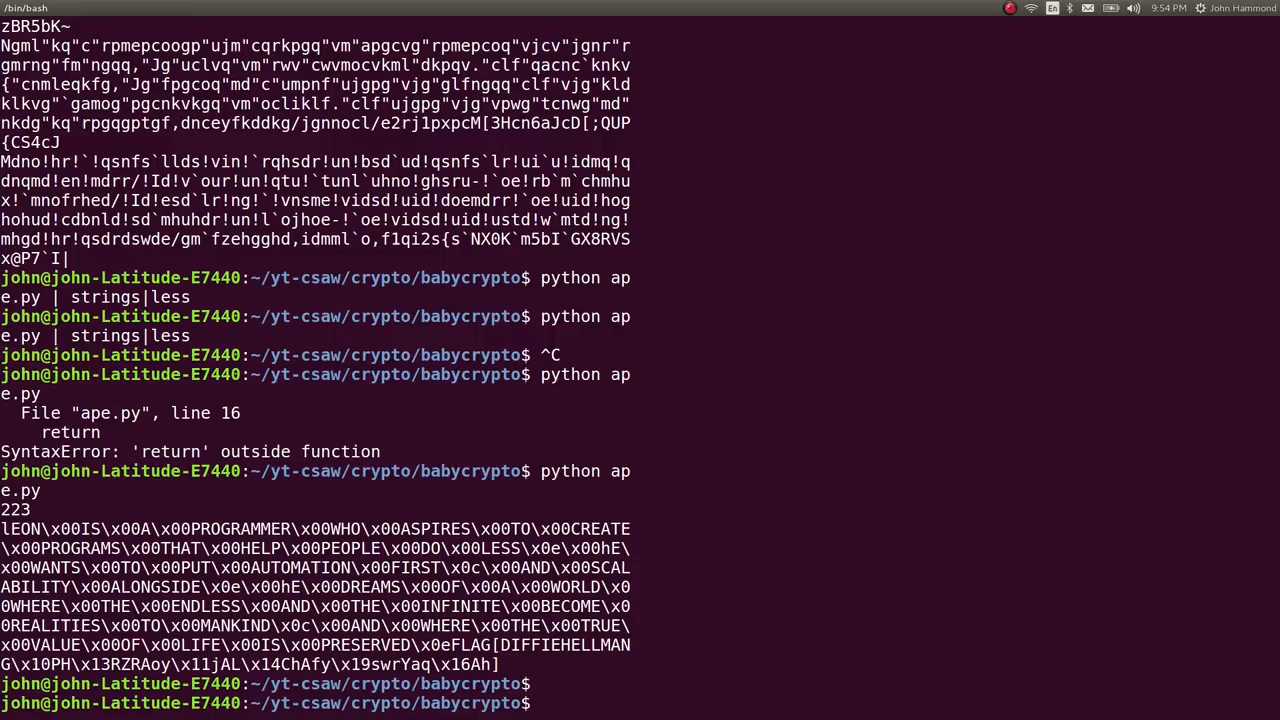 /bin/bash
En
9:54 PM
John Hammond
zBR5bK~
Ngml"kq"c"rpmepcoogp"ujm"cqrkpgq"vm"apgcvg"rpmepcoq"vjcv"jgnr"r
gmrng"fm"ngqq,"Jg"uclvq"vm"rwv"cwvmocvkml"dkpqv."clf"qacnc`knkv
{"cnmleqkfg,"Jg"fpgcoq"md"c"umpnf"ujgpg"vjg"glfngqq"clf"vjg"kld
klkvg"`gamog"pgcnkvkgq"vm"ocliklf."clf"ujgpg"vjg"vpwg"tcnwg"md"
nkdg"kq"rpgqgptgf,dnceyfkddkg/jgnnocl/e2rj1pxpcM[3Hcn6aJcD[;QUP
{CS4cJ
Mdno!hr!`!qsnfs`llds!vin!`rqhsdr!un!bsd`ud!qsnfs`lr!ui`u!idmq!q
dnqmd!en!mdrr/!Id!v`our!un!qtu!`tunl`uhno!ghsru-!`oe!rb`m`chmhu
x!`mnofrhed/!Id!esd`lr!ng!`!vnsme!vidsd!uid!doemdrr!`oe!uid!hog
hohud!cdbnld!sd`mhuhdr!un!l`ojhoe-!`oe!vidsd!uid!ustd!w`mtd!ng!
mhgd!hr!qsdrdswde/gm`fzehgghd,idmml`o,f1qi2s{s`NX0K`m5bI`GX8RVS
x@P7`I|
john@john-Latitude-E7440:~/yt-csaw/crypto/babycrypto$ python ap
e.py | strings|less
john@john-Latitude-E7440:~/yt-csaw/crypto/babycrypto$ python ap
e.py | strings|less
john@john-Latitude-E7440:~/yt-csaw/crypto/babycrypto$ ^C
john@john-Latitude-E7440:~/yt-csaw/crypto/babycrypto$ python ap
e.py
  File "ape.py", line 16
    return
SyntaxError: 'return' outside function
john@john-Latitude-E7440:~/yt-csaw/crypto/babycrypto$ python ap
e.py
223
lEON\x00IS\x00A\x00PROGRAMMER\x00WHO\x00ASPIRES\x00TO\x00CREATE
\x00PROGRAMS\x00THAT\x00HELP\x00PEOPLE\x00DO\x00LESS\x0e\x00hE\
x00WANTS\x00TO\x00PUT\x00AUTOMATION\x00FIRST\x0c\x00AND\x00SCAL
ABILITY\x00ALONGSIDE\x0e\x00hE\x00DREAMS\x00OF\x00A\x00WORLD\x0
0WHERE\x00THE\x00ENDLESS\x00AND\x00THE\x00INFINITE\x00BECOME\x0
0REALITIES\x00TO\x00MANKIND\x0c\x00AND\x00WHERE\x00THE\x00TRUE\
x00VALUE\x00OF\x00LIFE\x00IS\x00PRESERVED\x0eFLAG[DIFFIEHELLMAN
G\x10PH\x13RZRAoy\x11jAL\x14ChAfy\x19swrYaq\x16Ah]
john@john-Latitude-E7440:~/yt-csaw/crypto/babycrypto$
john@john-Latitude-E7440:~/yt-csaw/crypto/babycrypto$